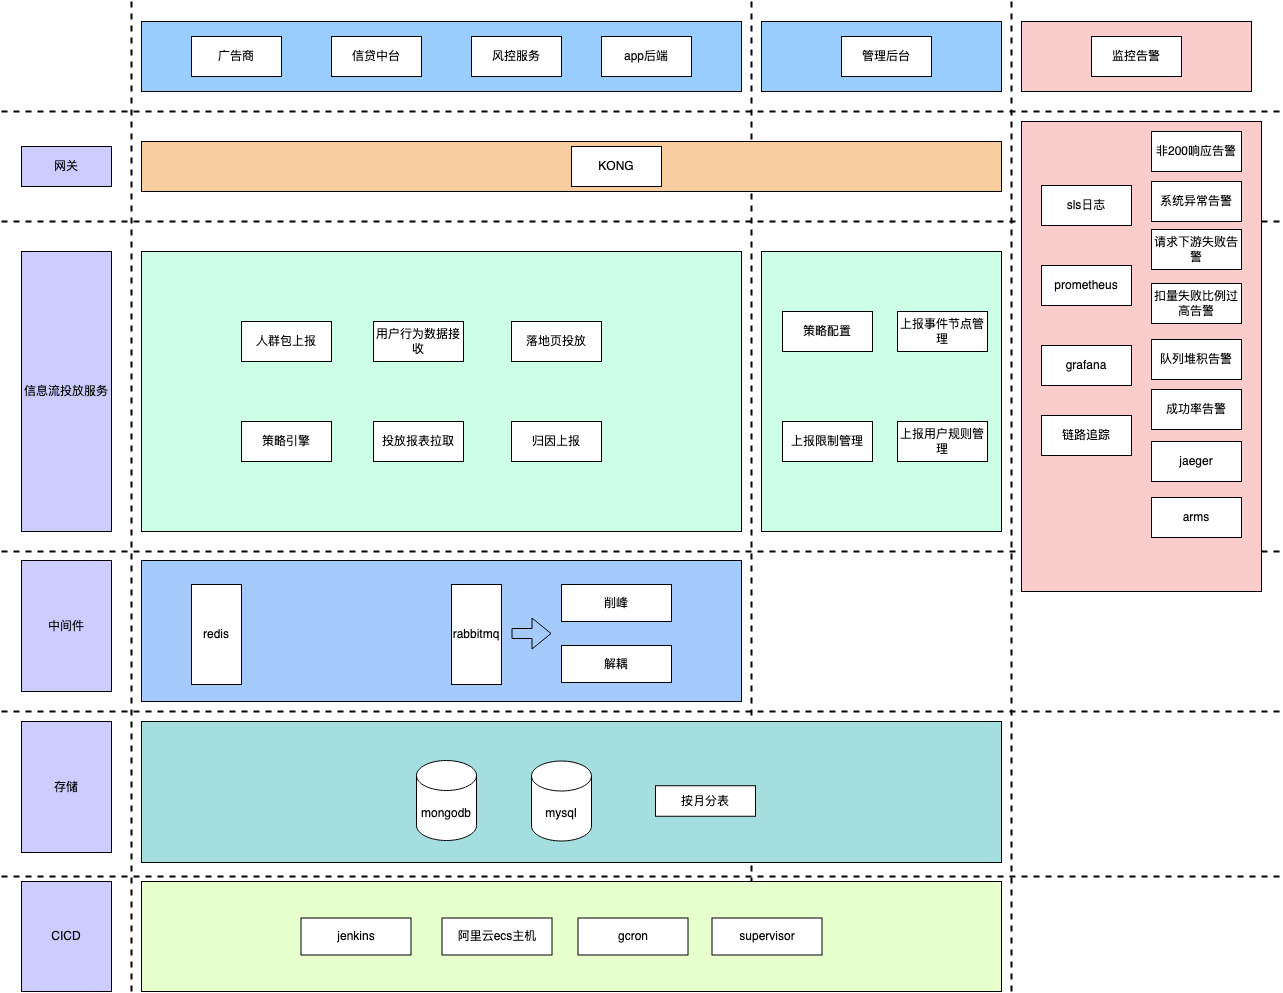 广告商
信贷中台
风控服务
app后端
管理后台
监控告警
网关
KONG
信息流投放服务
人群包上报
用户行为数据接
收
落地页投放
策略引擎
投放报表拉取
归因上报
策略配置
上报事件节点管
理
上报限制管理
上报用户规则管
理
sls日志
prometheus
grafana
链路追踪
非200响应告警
系统异常告警
请求下游失败告
警
扣量失败比例过
高告警
队列堆积告警
成功率告警
jaeger
arms
中间件
redis
rabbitmq
削峰
解耦
存储
mongodb
mysql
按月分表
CICD
jenkins
阿里云ecs主机
gcron
supervisor